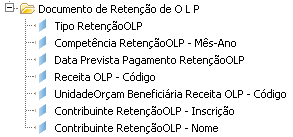 Documento de Retenção de O L P
Tipo RetençãoOLP
Competência RetençãoOLP - Mês-Ano
Data Prevista Pagamento RetençãoOLP
Receita OLP - Código
UnidadeOrçam Beneficiária Receita OLP - Código
Contribuinte RetençãoOLP - Inscrição
Contribuinte RetençãoOLP - Nome